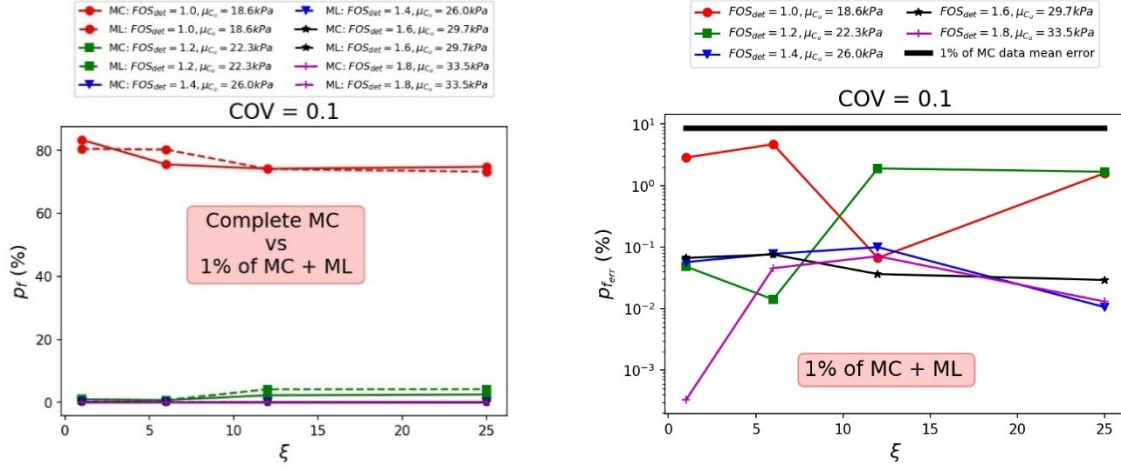 MC: FOS_det = 1.0, μ_Cu = 18.6kPa
ML: FOS_det = 1.0, μ_Cu = 18.6kPa
MC: FOS_det = 1.2, μ_Cu = 22.3kPa
ML: FOS_det = 1.2, μ_Cu = 22.3kPa
MC: FOS_det = 1.4, μ_Cu = 26.0kPa
ML: FOS_det = 1.4, μ_Cu = 26.0kPa
MC: FOS_det = 1.6, μ_Cu = 29.7kPa
ML: FOS_det = 1.6, μ_Cu = 29.7kPa
MC: FOS_det = 1.8, μ_Cu = 33.5kPa
ML: FOS_det = 1.8, μ_Cu = 33.5kPa
COV = 0.1
80
60
40
20
0
p_f (%)
Complete MC
vs
1% of MC + ML
0 5 10 15 20 25
ξ
FOS_det = 1.0, μ_Cu = 18.6kPa
FOS_det = 1.2, μ_Cu = 22.3kPa
FOS_det = 1.4, μ_Cu = 26.0kPa
FOS_det = 1.6, μ_Cu = 29.7kPa
FOS_det = 1.8, μ_Cu = 33.5kPa
1% of MC data mean error
COV = 0.1
10¹
10⁰
10⁻¹
10⁻²
10⁻³
p_f_err (%)
1% of MC + ML
0 5 10 15 20 25
ξ